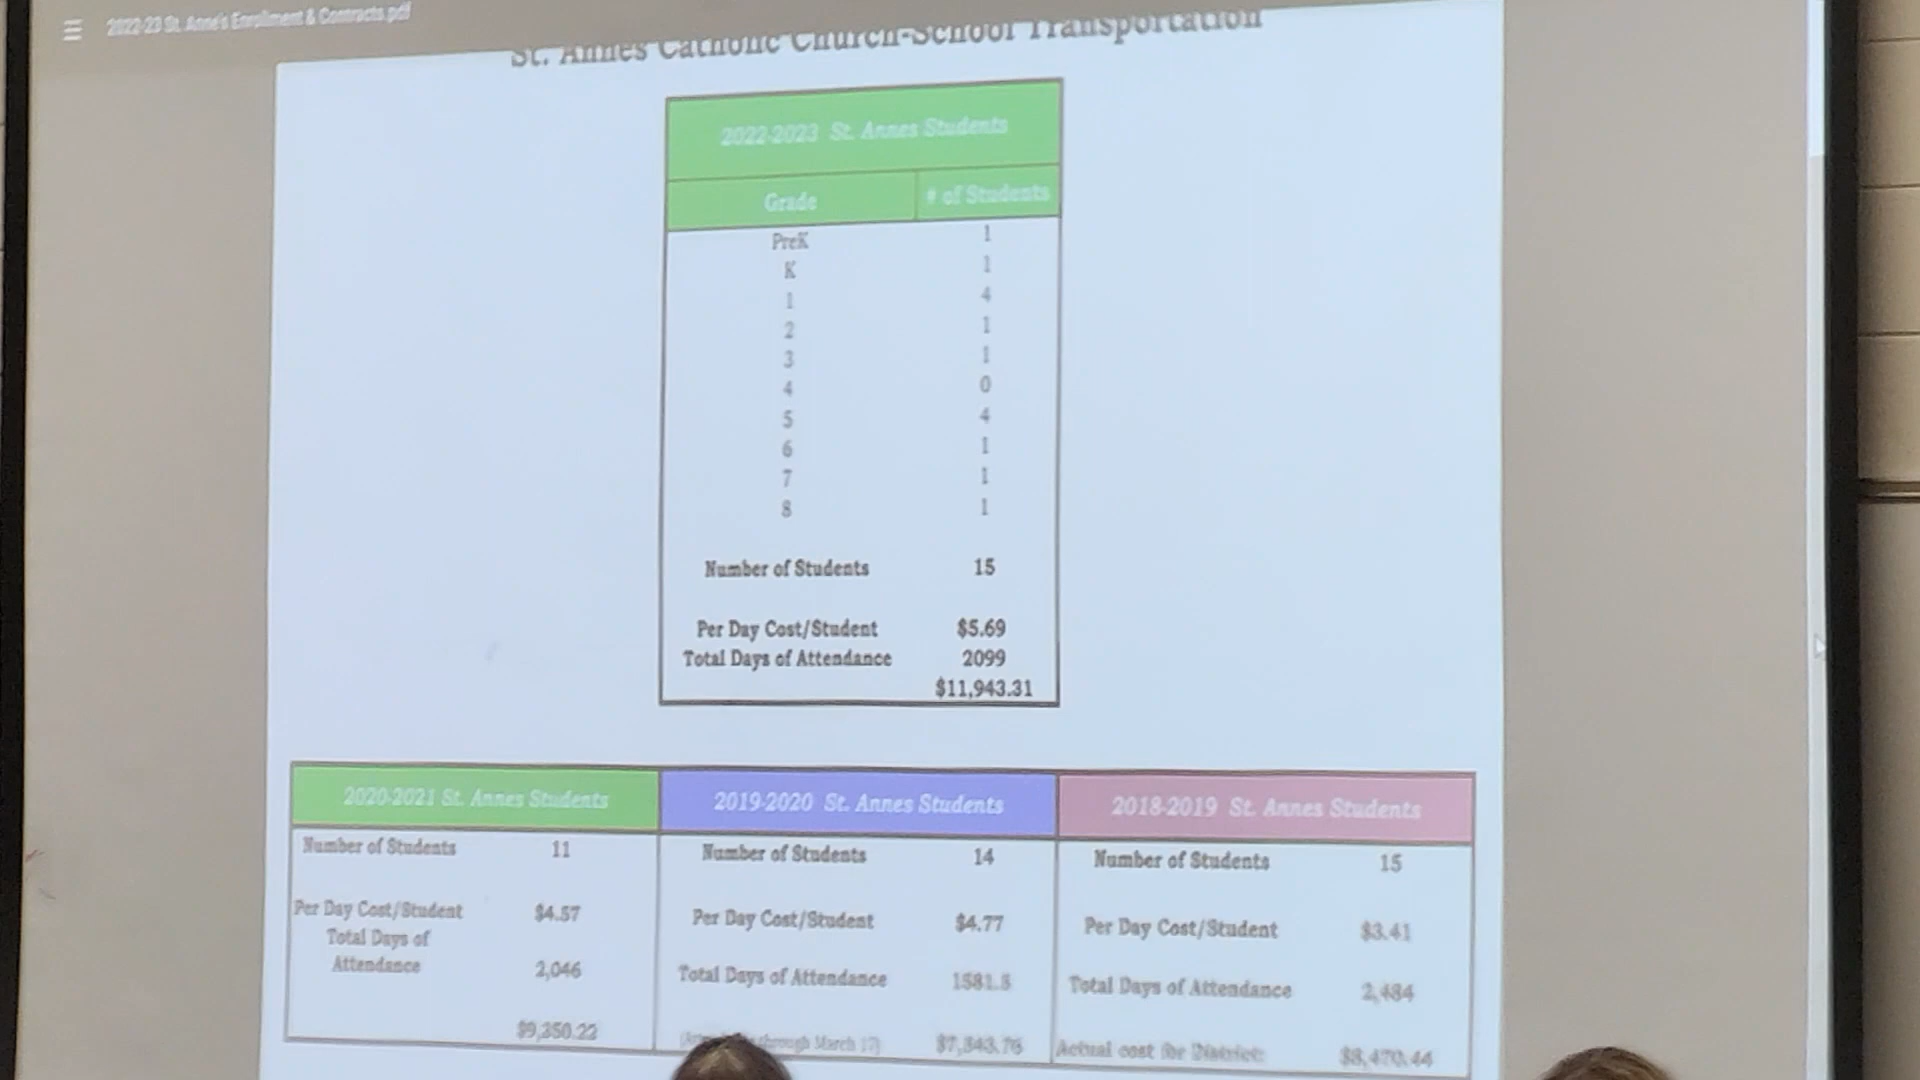 2022-23 St. Anne's Enrollment & Contracts.pdf
St. Annes Catholic Church-School Transportation
2022-2023 St. Annes Students
Grade # of Students
PreK 1
K 1
1 4
2 1
3 1
4 0
5 4
6 1
7 1
8 1
Number of Students 15
Per Day Cost/Student $5.69
Total Days of Attendance 2099
$11,943.31
2020-2021 St. Annes Students
Number of Students 11
Per Day Cost/Student $4.57
Total Days of
Attendance 2,046
$9,350.22
2019-2020 St. Annes Students
Number of Students 14
Per Day Cost/Student $4.77
Total Days of Attendance 1581.5
through March 17) $7,543.76
2018-2019 St. Annes Students
Number of Students 15
Per Day Cost/Student $3.41
Total Days of Attendance 2,484
Actual cost for District: $8,470.44